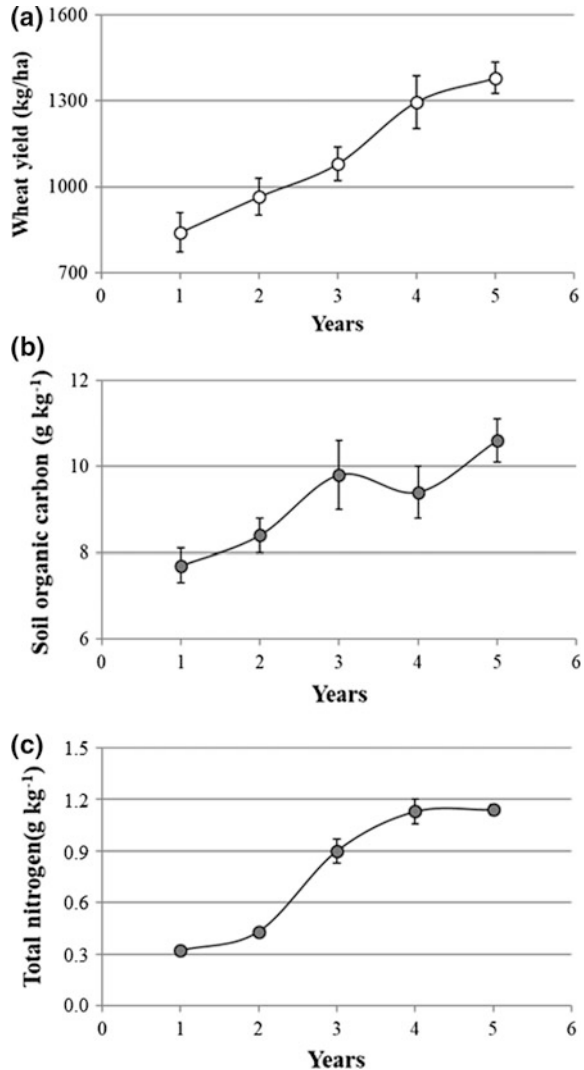 (a)
Wheat yield (kg/ha)
1600
1300
1000
700
0 1 2 3 4 5 6
Years
(b)
Soil organic carbon (g kg⁻¹)
12
10
8
6
0 1 2 3 4 5 6
Years
(c)
Total nitrogen(g kg⁻¹)
1.5
1.2
0.9
0.6
0.3
0.0
0 1 2 3 4 5 6
Years